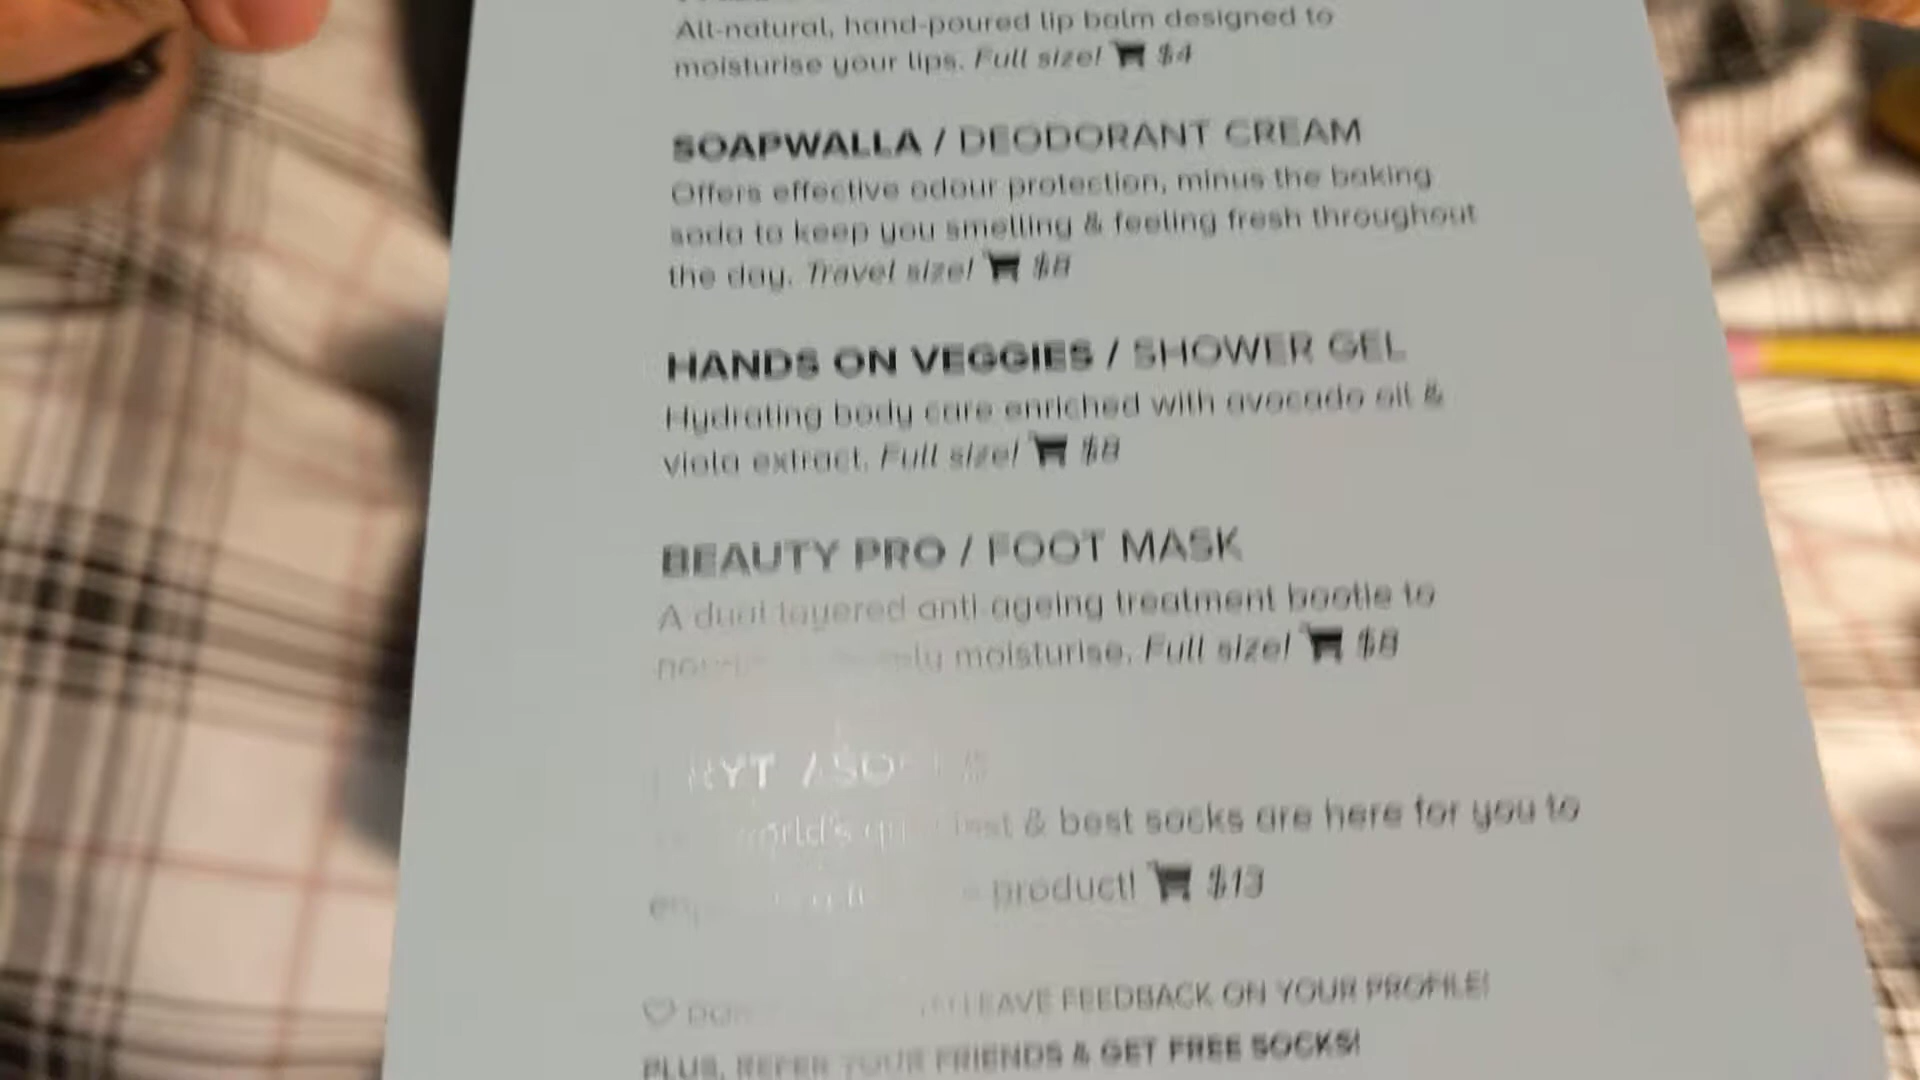 All-natural, hand-poured lip balm designed to
moisturise your lips. Full size! $4
SOAPWALLA / DEODORANT CREAM
Offers effective odour protection, minus the baking
soda to keep you smelling & feeling fresh throughout
the day. Travel size! $8
HANDS ON VEGGIES / SHOWER GEL
Hydrating body care enriched with avocado oil &
viola extract. Full size! $8
BEAUTY PRO / FOOT MASK
A dual layered anti-ageing treatment bootie to
moisturise. Full size! $8
& best socks are here for you to
product! $13
LEAVE FEEDBACK ON YOUR PROFILE!
PLUS, REFER YOUR FRIENDS & GET FREE SOCKS!